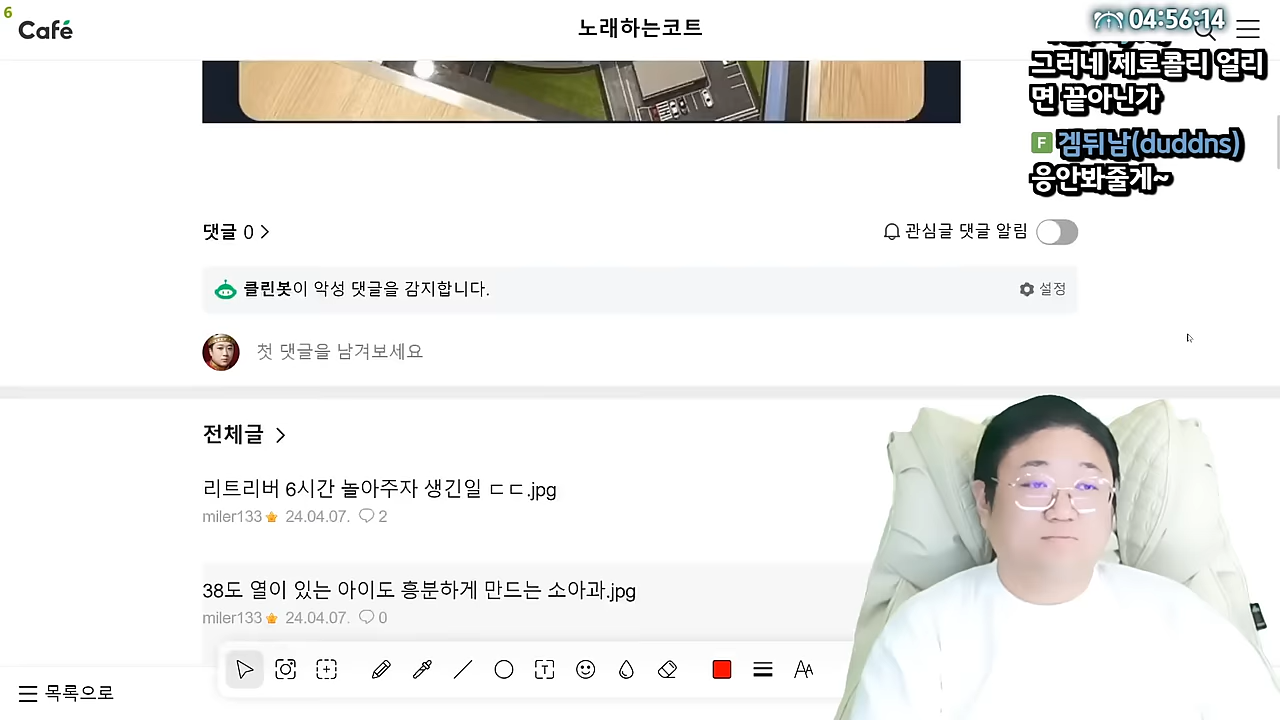 6
Café
노래하는코트
04:56:14
그러네 제로콜리 얼리
면 끝아닌가
F 겜뒤남(duddns)
응안봐줄게~
댓글 0
관심글 댓글 알림
클린봇이 악성 댓글을 감지합니다.
설정
첫 댓글을 남겨보세요
전체글
리트리버 6시간 놀아주자 생긴일 ㄷㄷ.jpg
miler133 24.04.07. 2
38도 열이 있는 아이도 흥분하게 만드는 소아과.jpg
miler133 24.04.07. 0
T
AA
목록으로